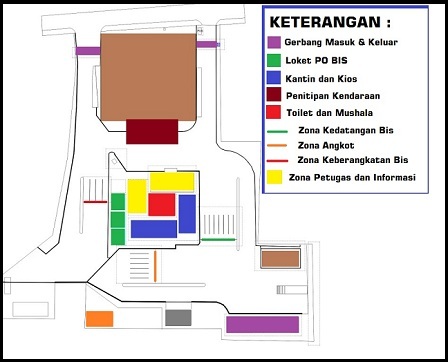 KETERANGAN :
Gerbang Masuk & Keluar
Loket PO BIS
Kantin dan Kios
Penitipan Kendaraan
Toilet dan Mushala
Zona Kedatangan Bis
Zona Angkot
Zona Keberangkatan Bis
Zona Petugas dan Informasi